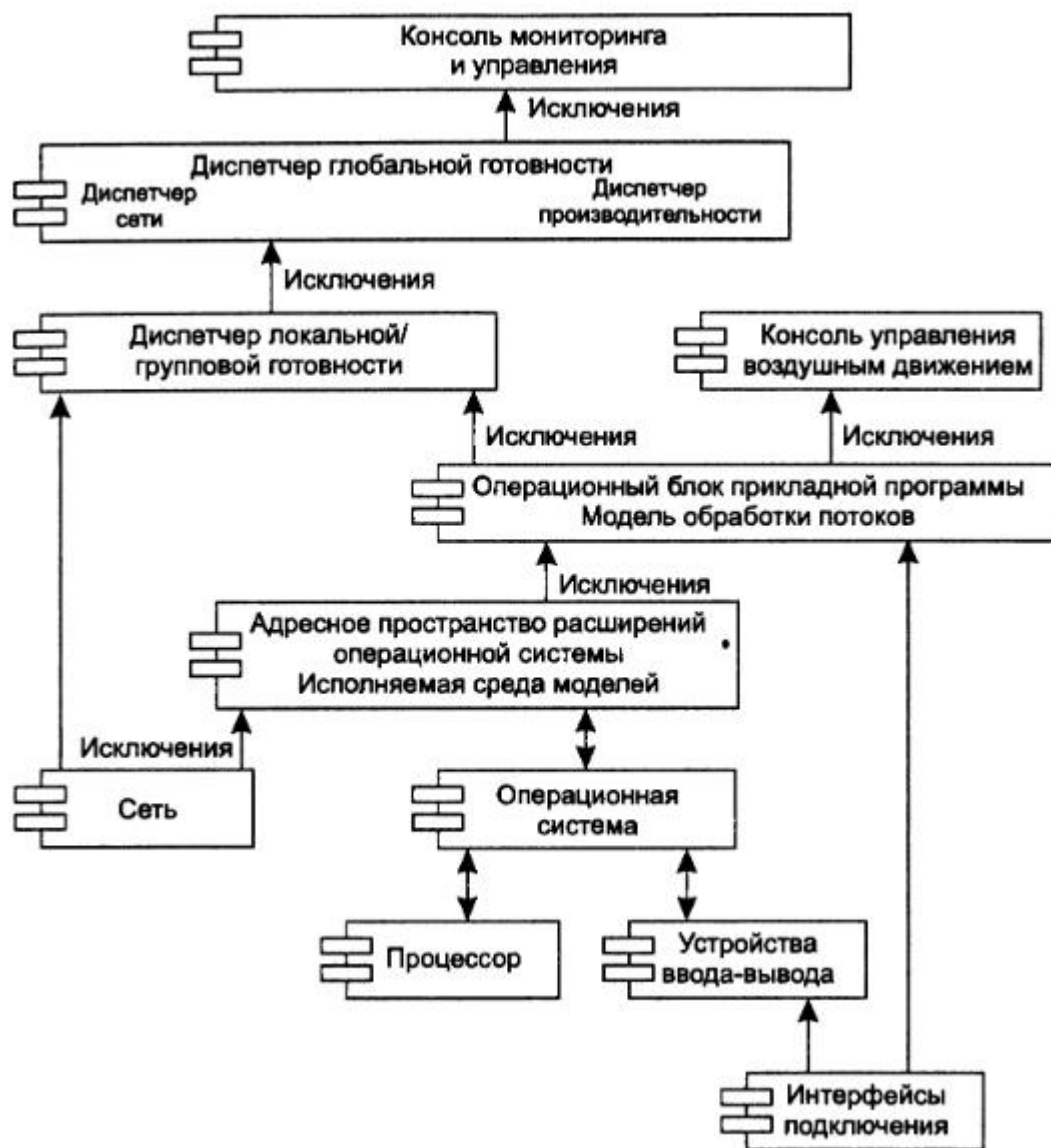 Консоль мониторинга
и управления
Исключения
Диспетчер глобальной готовности
Диспетчер
сети
Диспетчер
производительности
Исключения
Диспетчер локальной/
групповой готовности
Консоль управления
воздушным движением
Исключения
Исключения
Операционный блок прикладной программы
Модель обработки потоков
Исключения
Адресное пространство расширений
операционной системы
Исполняемая среда моделей
Исключения
Сеть
Операционная
система
Процессор
Устройства
ввода-вывода
Интерфейсы
подключения